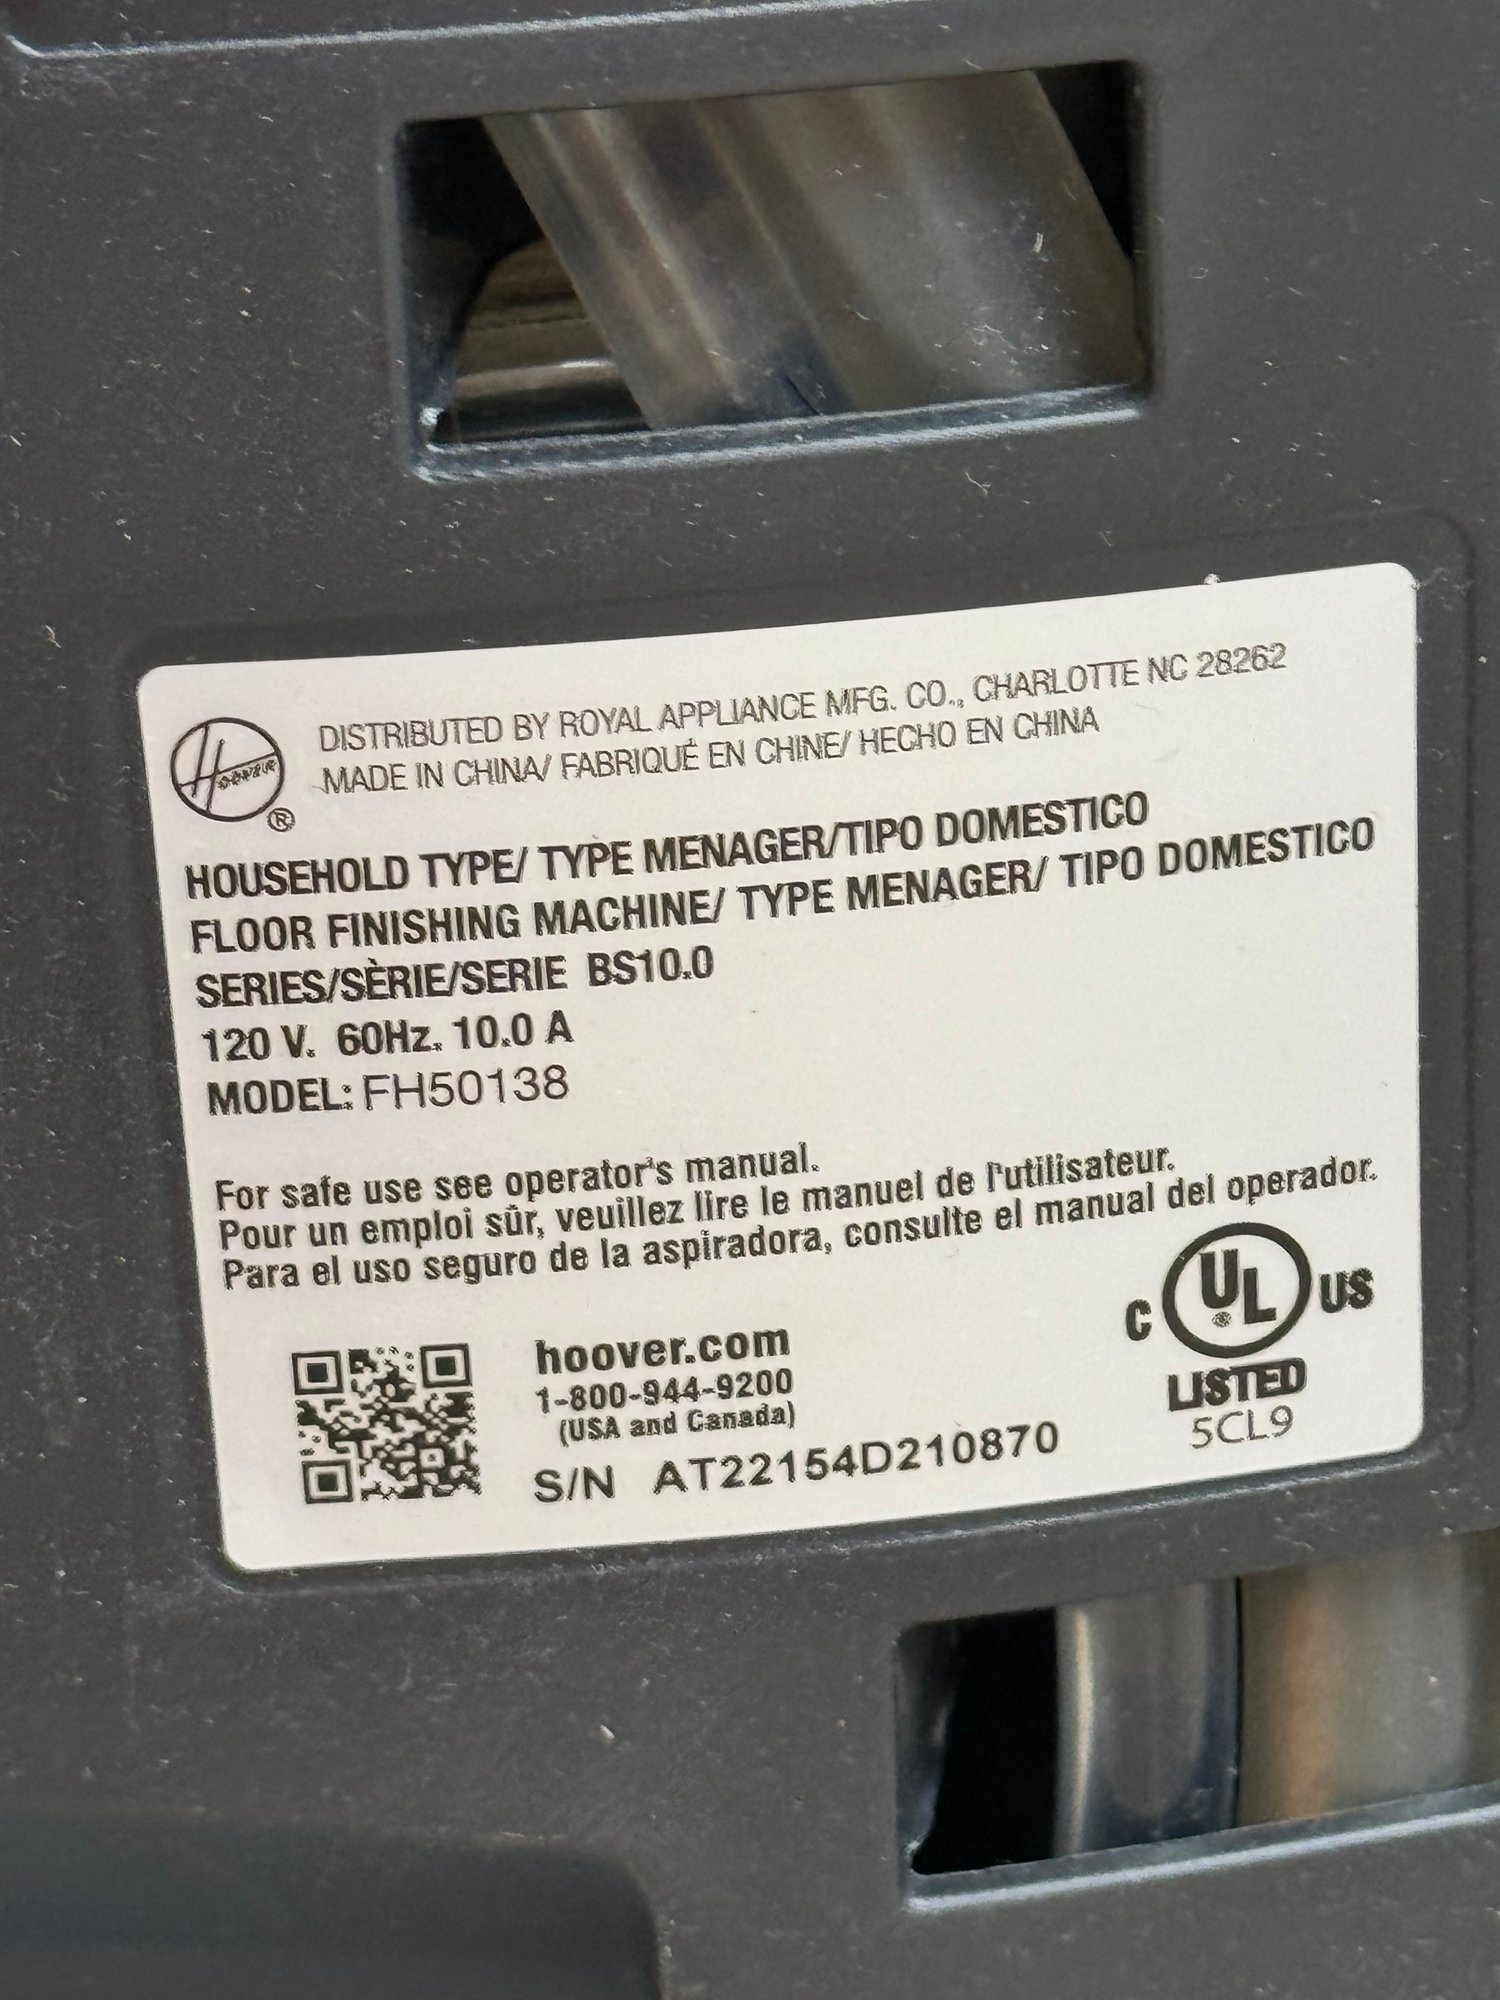 Hoover
®
DISTRIBUTED BY ROYAL APPLIANCE MFG. CO., CHARLOTTE NC 28262
MADE IN CHINA/ FABRIQUÉ EN CHINE/ HECHO EN CHINA
HOUSEHOLD TYPE/ TYPE MENAGER/TIPO DOMESTICO
FLOOR FINISHING MACHINE/ TYPE MENAGER/ TIPO DOMESTICO
SERIES/SÈRIE/SERIE BS10.0
120 V. 60Hz. 10.0 A
MODEL: FH50138
For safe use see operator's manual.
Pour un emploi sûr, veuillez lire le manuel de l'utilisateur.
Para el uso seguro de la aspiradora, consulte el manual del operador.
hoover.com
1-800-944-9200
(USA and Canada)
S/N AT22154D210870
C UL US
®
LISTED
5CL9